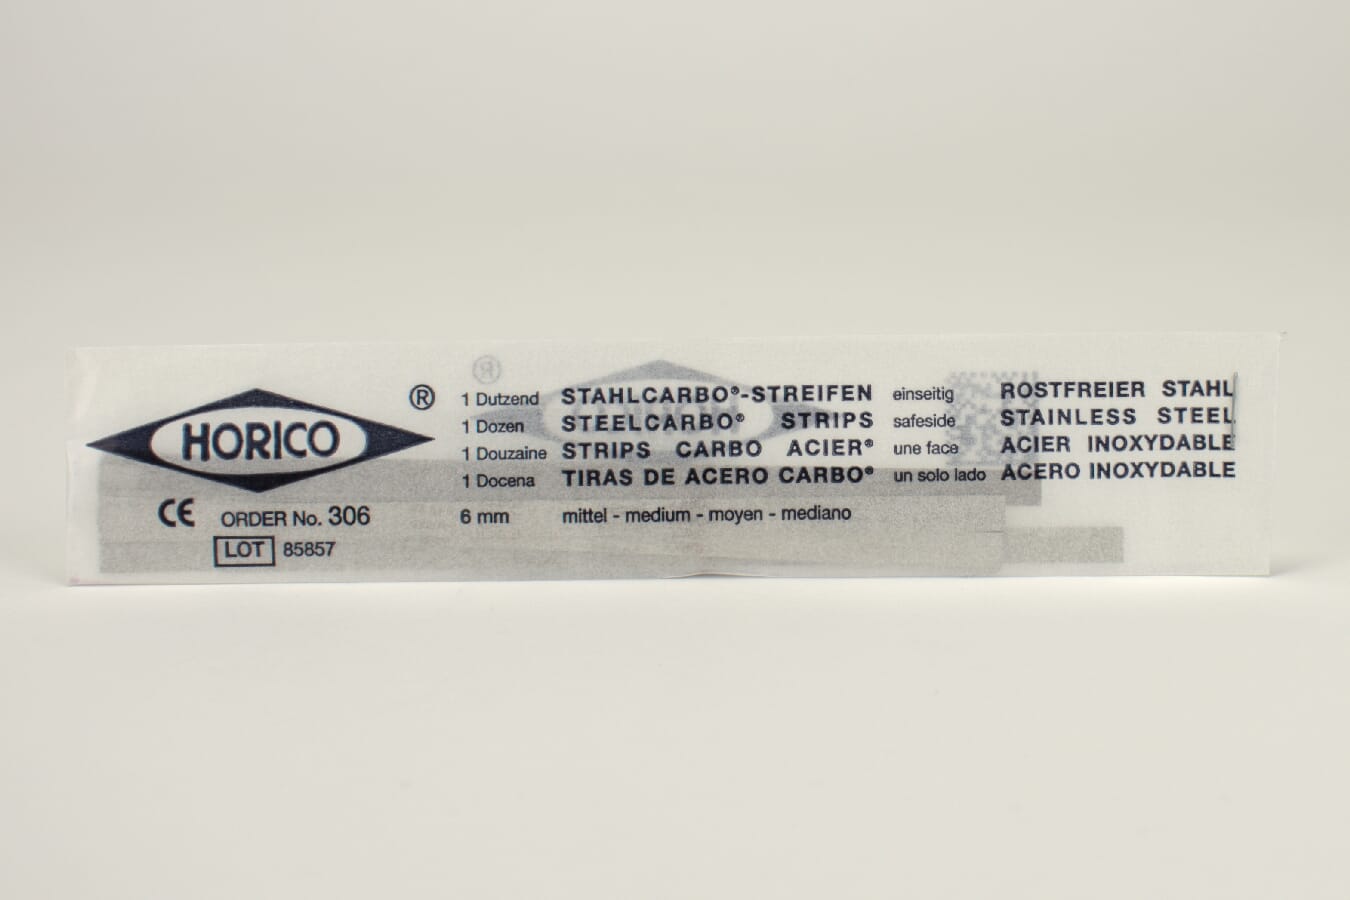 HORICO ®
1 Dutzend STAHLCARBO®-STREIFEN einseitig ROSTFREIER STAHL
1 Dozen STEELCARBO® STRIPS safeside STAINLESS STEEL
1 Douzaine STRIPS CARBO ACIER® une face ACIER INOXYDABLE
1 Docena TIRAS DE ACERO CARBO® un solo lado ACERO INOXYDABLE
CE ORDER No. 306 6 mm mittel - medium - moyen - mediano
LOT 85857